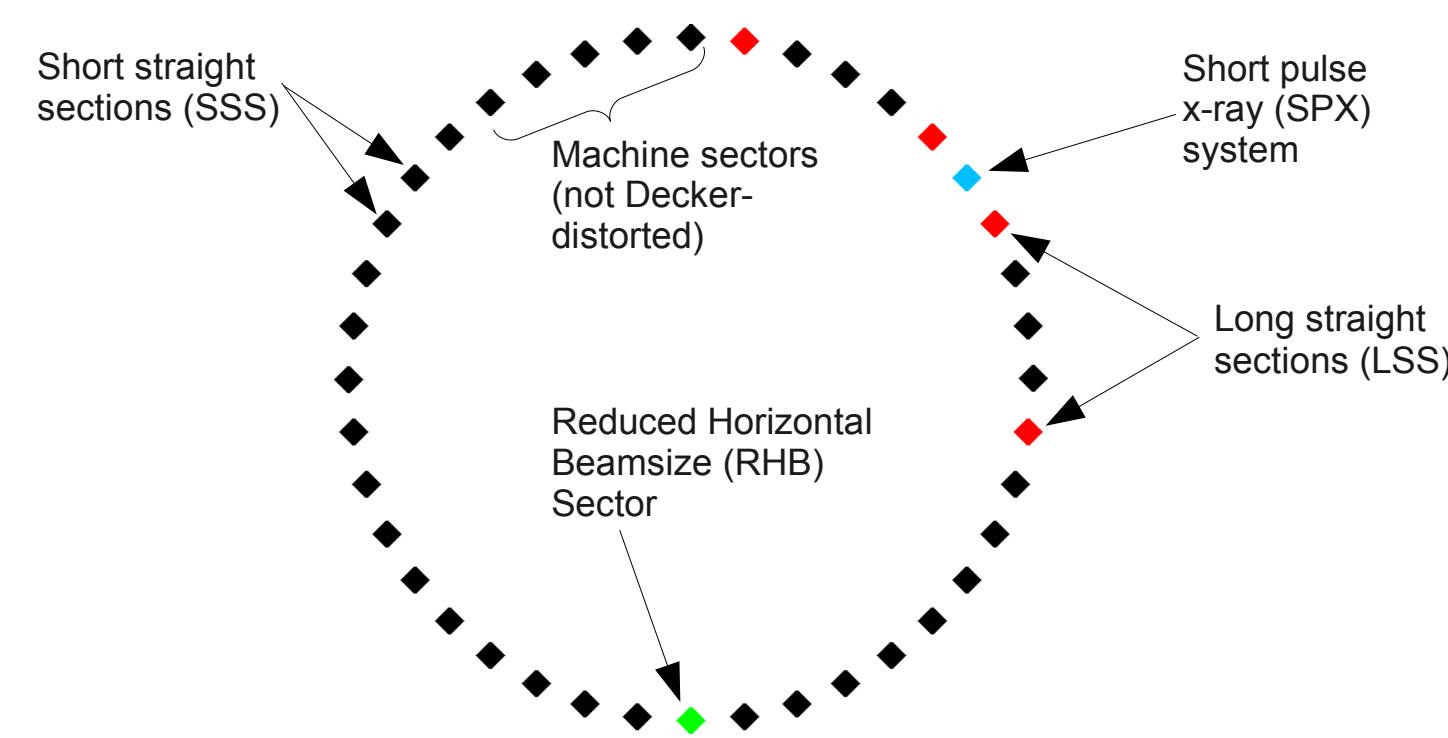 Short straight
sections (SSS)
Short pulse
x-ray (SPX)
system
Machine sectors
(not Decker-
distorted)
Long straight
sections (LSS)
Reduced Horizontal
Beamsize (RHB)
Sector